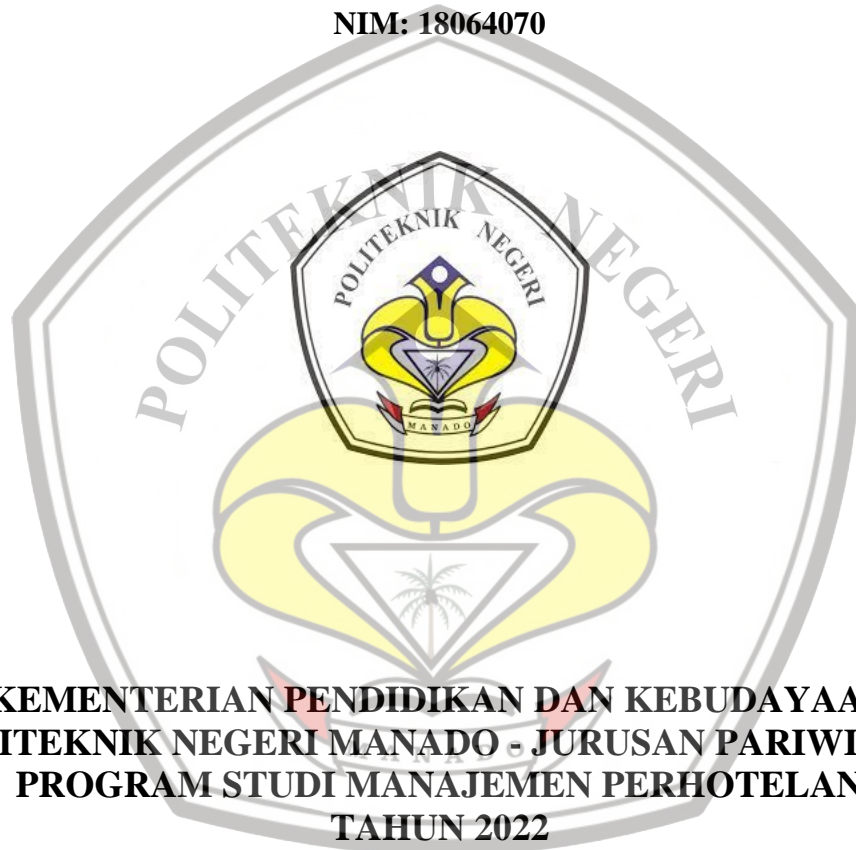 NIM: 18064070
POLITEKNIK NEGERI
POLITEKNIK NEGERI
MANADO
KEMENTERIAN PENDIDIKAN DAN KEBUDAYAA
ITEKNIK NEGERI MANADO - JURUSAN PARIWI
MANADO
PROGRAM STUDI MANAJEMEN PERHOTELAN
TAHUN 2022